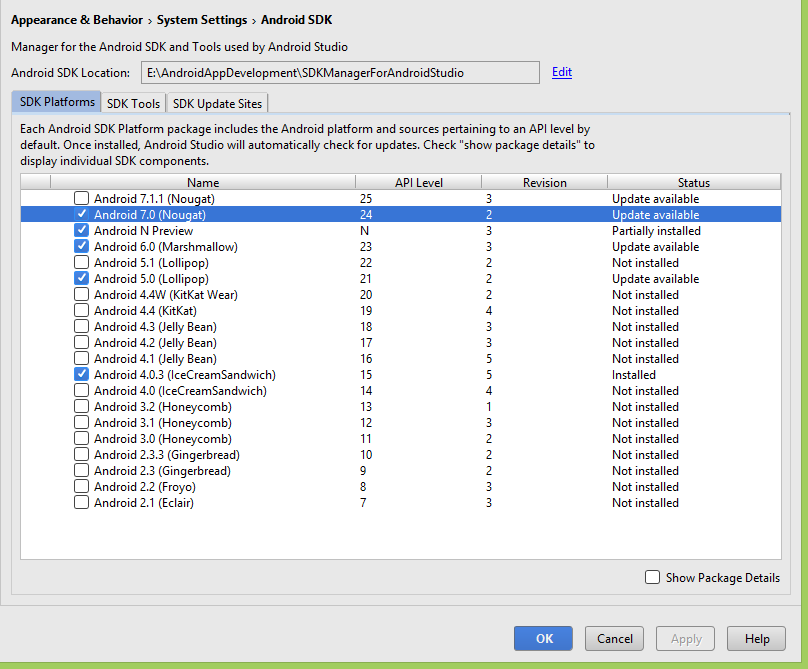 Appearance & Behavior › System Settings › Android SDK
Manager for the Android SDK and Tools used by Android Studio
Android SDK Location: E:\AndroidAppDevelopment\SDKManagerForAndroidStudio Edit
SDK Platforms SDK Tools SDK Update Sites
Each Android SDK Platform package includes the Android platform and sources pertaining to an API level by
default. Once installed, Android Studio will automatically check for updates. Check "show package details" to
display individual SDK components.
Name API Level Revision Status
Android 7.1.1 (Nougat) 25 3 Update available
Android 7.0 (Nougat) 24 2 Update available
Android N Preview N 3 Partially installed
Android 6.0 (Marshmallow) 23 3 Update available
Android 5.1 (Lollipop) 22 2 Not installed
Android 5.0 (Lollipop) 21 2 Update available
Android 4.4W (KitKat Wear) 20 2 Not installed
Android 4.4 (KitKat) 19 4 Not installed
Android 4.3 (Jelly Bean) 18 3 Not installed
Android 4.2 (Jelly Bean) 17 3 Not installed
Android 4.1 (Jelly Bean) 16 5 Not installed
Android 4.0.3 (IceCreamSandwich) 15 5 Installed
Android 4.0 (IceCreamSandwich) 14 4 Not installed
Android 3.2 (Honeycomb) 13 1 Not installed
Android 3.1 (Honeycomb) 12 3 Not installed
Android 3.0 (Honeycomb) 11 2 Not installed
Android 2.3.3 (Gingerbread) 10 2 Not installed
Android 2.3 (Gingerbread) 9 2 Not installed
Android 2.2 (Froyo) 8 3 Not installed
Android 2.1 (Eclair) 7 3 Not installed
Show Package Details
OK Cancel Apply Help